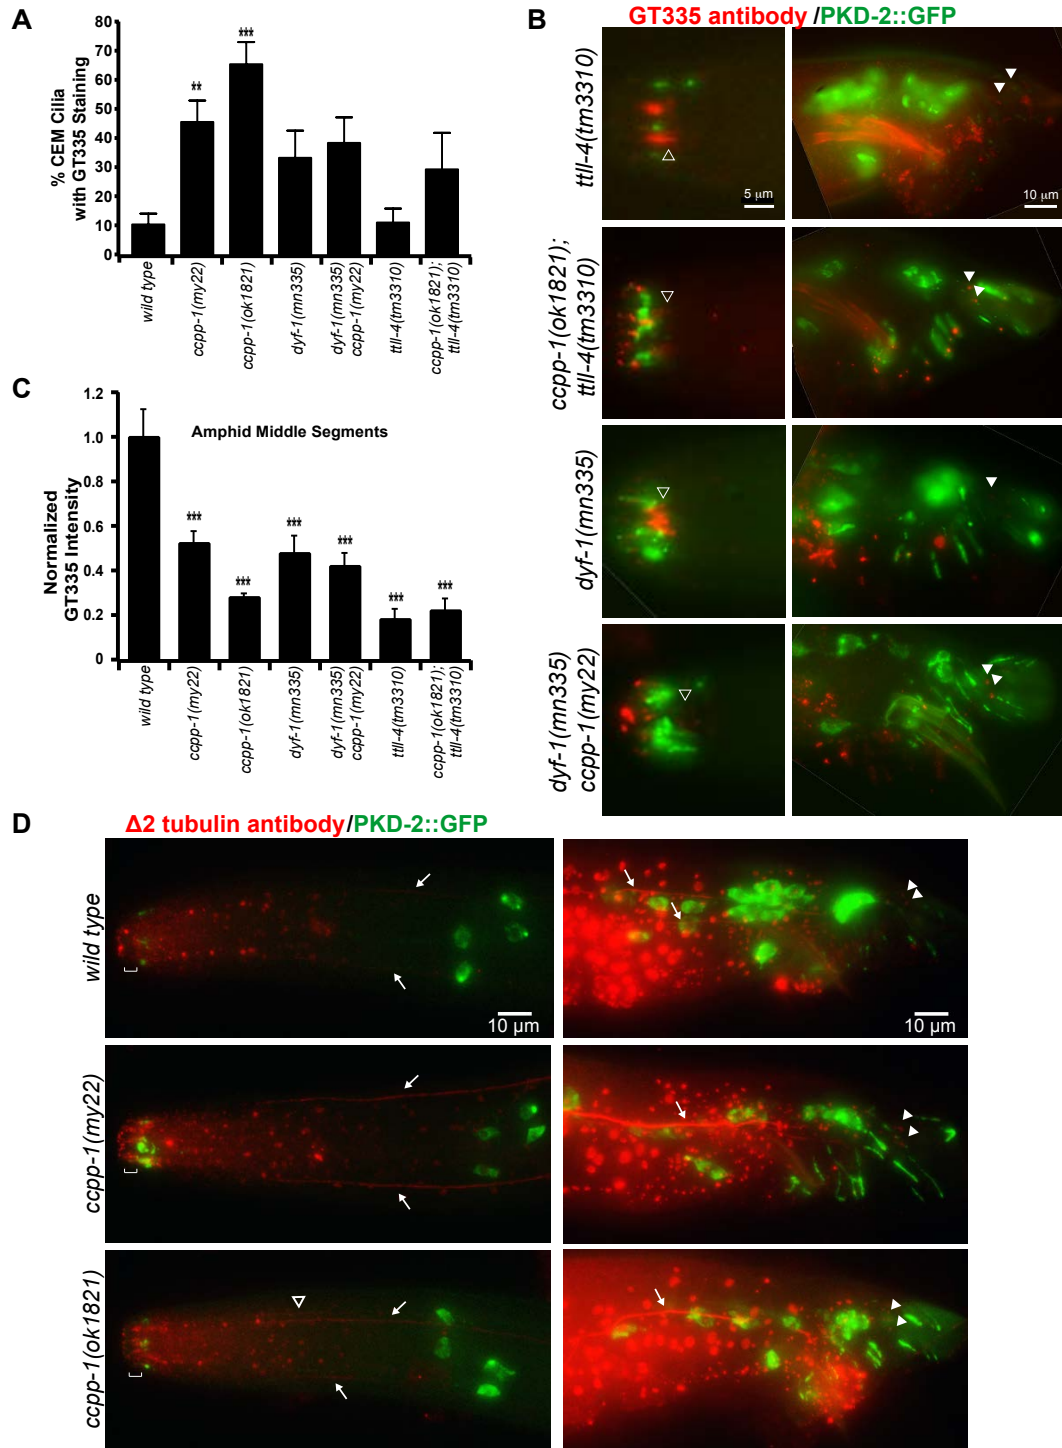 A
% CEM Cilia
with GT335 Staining
80
70
60
50
40
30
20
10
0
**
***
wild type
ccpp-1(my22)
ccpp-1(ok1821)
dyf-1(mn335)
dyf-1(mn335)
ccpp-1(my22)
ttll-4(tm3310)
ccpp-1(ok1821);
ttll-4(tm3310)
B
GT335 antibody /PKD-2::GFP
ttll-4(tm3310)
5 µm
10 µm
ccpp-1(ok1821);
ttll-4(tm3310)
dyf-1(mn335)
dyf-1(mn335)
ccpp-1(my22)
C
Normalized
GT335 Intensity
1.2
1.0
0.8
0.6
0.4
0.2
0
Amphid Middle Segments
***
***
***
***
***
***
wild type
ccpp-1(my22)
ccpp-1(ok1821)
dyf-1(mn335)
dyf-1(mn335)
ccpp-1(my22)
ttll-4(tm3310)
ccpp-1(ok1821);
ttll-4(tm3310)
D
Δ2 tubulin antibody/PKD-2::GFP
wild type
10 µm
10 µm
ccpp-1(my22)
ccpp-1(ok1821)